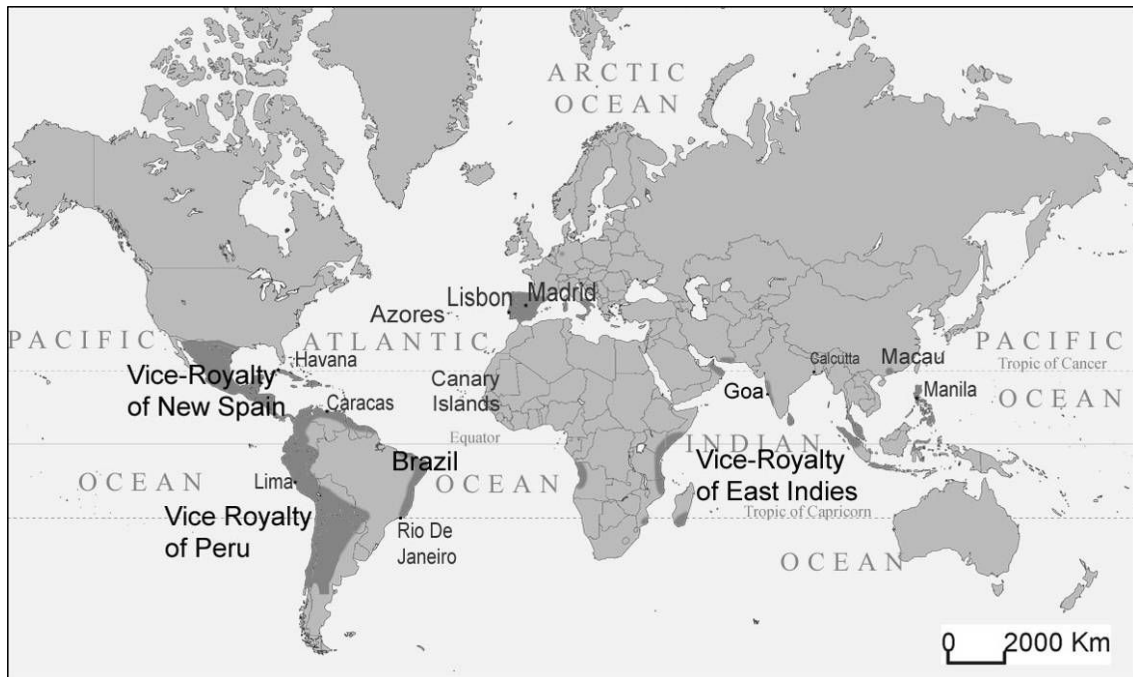 ARCTIC
OCEAN
Lisbon
Madrid
Azores
PACIFIC
ATLANTIC
PACIFIC
Havana
Calcutta
Macau
Tropic of Cancer
Vice-Royalty
of New Spain
Canary
Islands
Goa
Manila
OCEAN
Caracas
Equator
INDIAN
Brazil
OCEAN
OCEAN
Vice-Royalty
of East Indies
Lima
Tropic of Capricorn
Vice Royalty
of Peru
Rio De
Janeiro
OCEAN
0 2000 Km